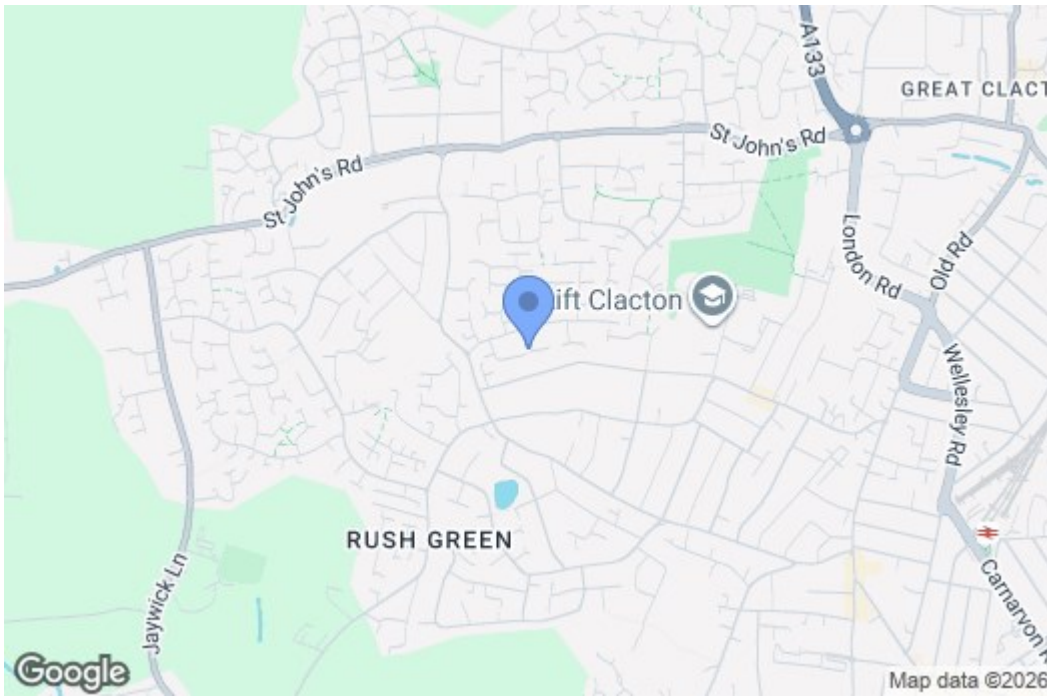 A133
GREAT CLACT
St John's Rd
St John's Rd
London Rd
Old Rd
ift Clacton
Wellesley Rd
RUSH GREEN
Jaywick Ln
Carnarvon R
Google
Map data ©2026